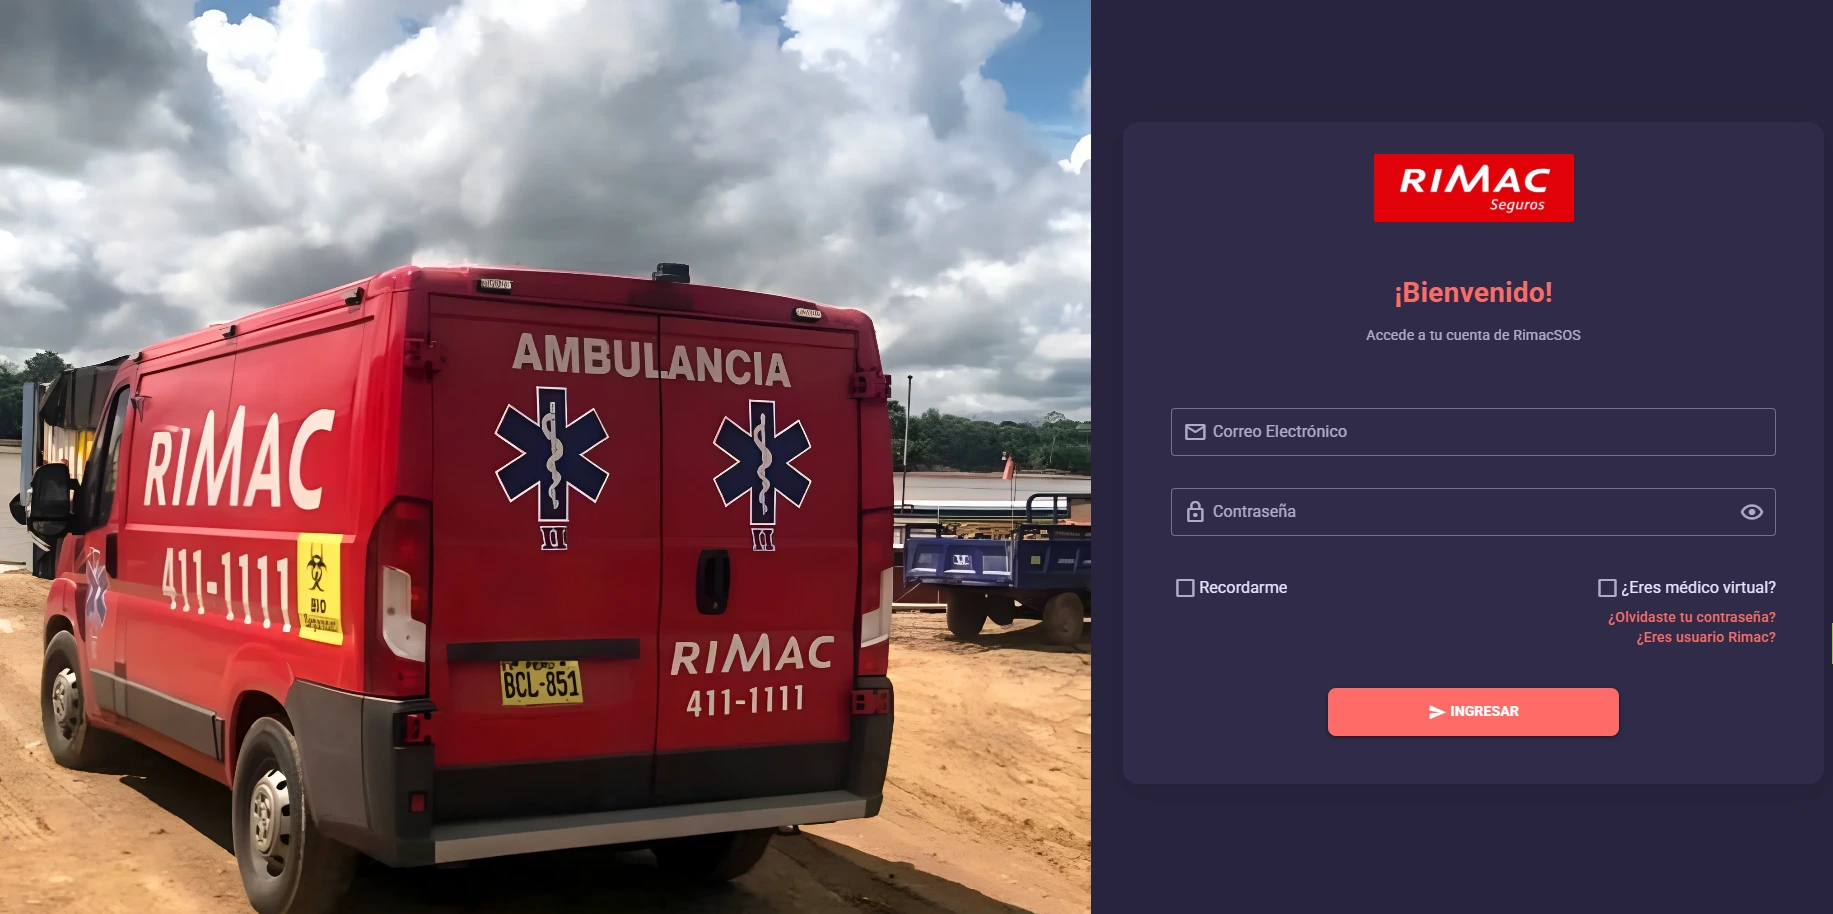 AMBULANCIA
RIMAC
411-1111
BIO
RIMAC
411-1111
BCL-851
RIMAC
Seguros
¡Bienvenido!
Accede a tu cuenta de RimacSOS
Correo Electrónico
Contraseña
Recordarme
¿Eres médico virtual?
¿Olvidaste tu contraseña?
¿Eres usuario Rimac?
INGRESAR